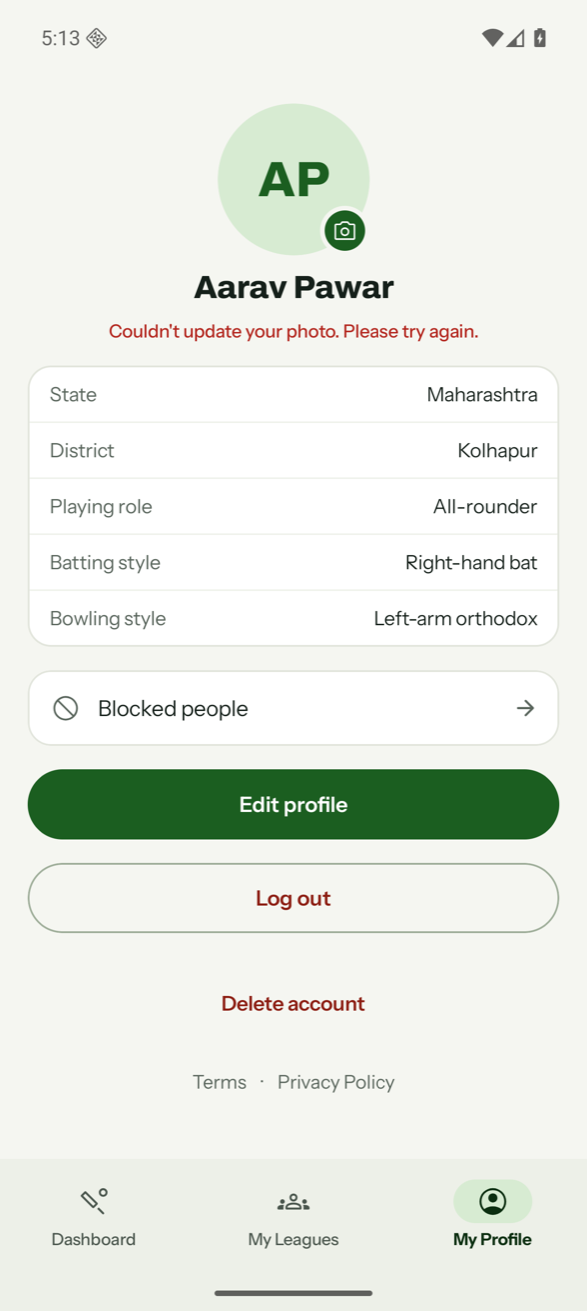 5:13
AP
Aarav Pawar
Couldn't update your photo. Please try again.
State Maharashtra
District Kolhapur
Playing role All-rounder
Batting style Right-hand bat
Bowling style Left-arm orthodox
Blocked people
Edit profile
Log out
Delete account
Terms · Privacy Policy
Dashboard My Leagues My Profile